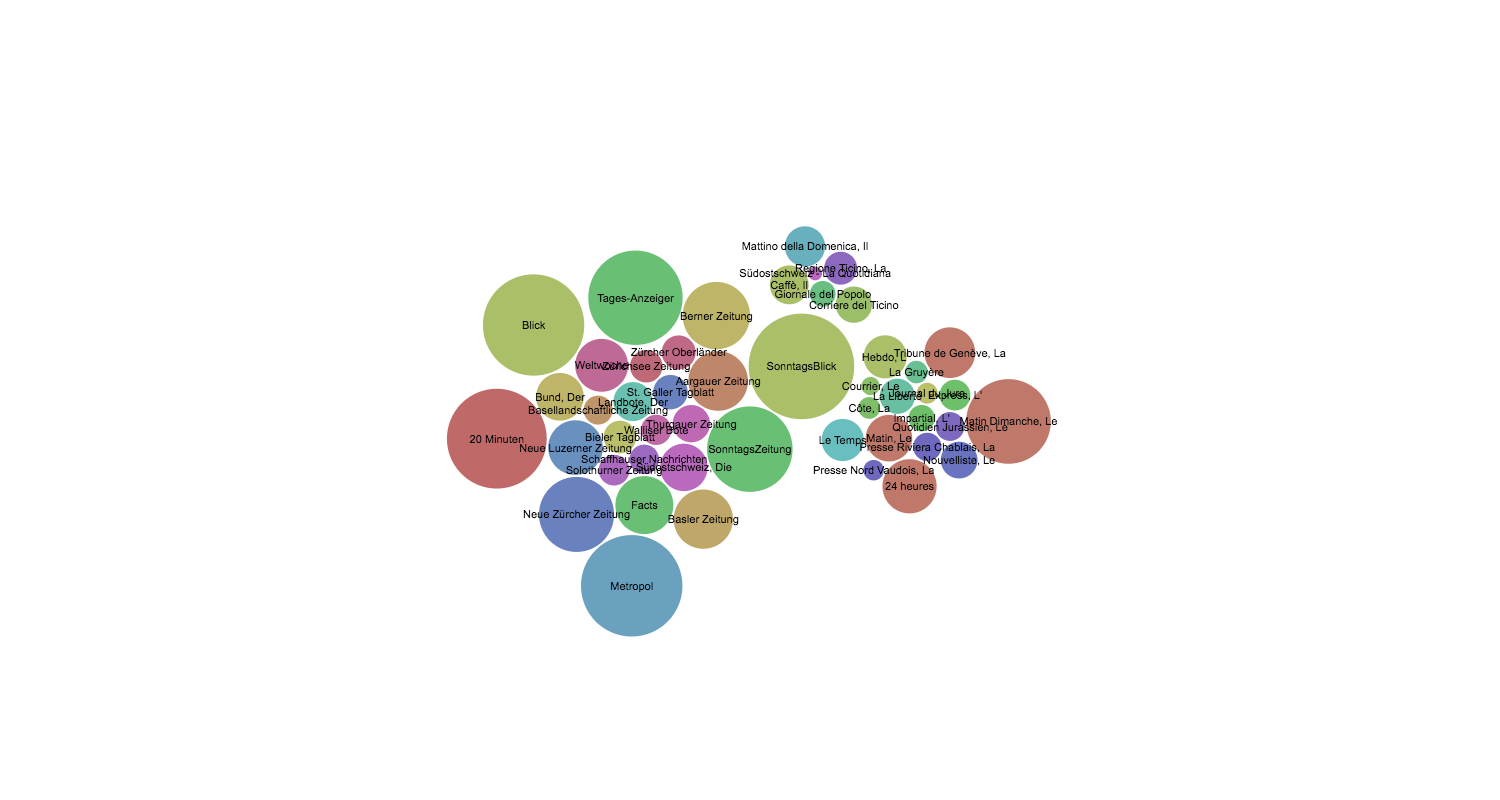 Mattino della Domenica, Il
Regione Ticino, La
Südostschweiz - La Quotidiana
Caffè, Il
Giornale del Popolo
Corriere del Ticino
Tages-Anzeiger
Berner Zeitung
Blick
Zürcher Oberländer
Weltwoche
Zürichsee Zeitung
SonntagsBlick
Aargauer Zeitung
St. Galler Tagblatt
Bund, Der
Landbote, Der
Basellandschaftliche Zeitung
Thurgauer Zeitung
Walliser Bote
Bieler Tagblatt
20 Minuten
Neue Luzerner Zeitung
SonntagsZeitung
Schaffhauser Nachrichten
Südostschweiz, Die
Solothurner Zeitung
Facts
Neue Zürcher Zeitung
Basler Zeitung
Metropol
Hebdo, L'
Tribune de Genève, La
La Gruyère
Courrier, Le
Journal du Jura
La Liberté
Express, L'
Côte, La
Impartial, L'
Matin Dimanche, Le
Quotidien Jurassien, Le
Le Temps
Matin, Le
Presse Riviera Chablais, La
Nouvelliste, Le
Presse Nord Vaudois, La
24 heures